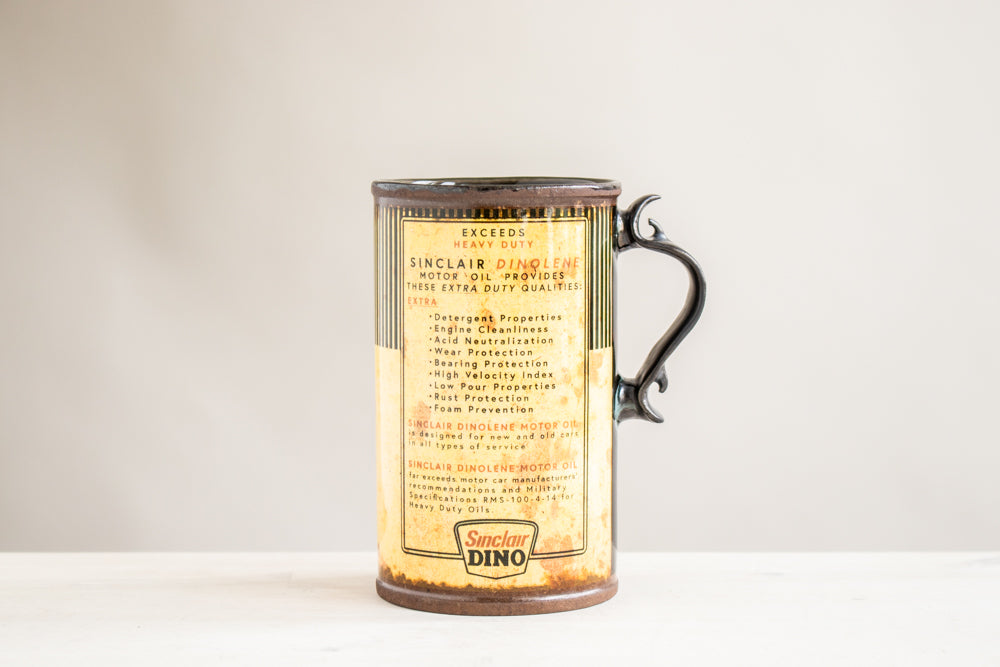 EXCEEDS
HEAVY DUTY
SINCLAIR DINOLENE
MOTOR OIL PROVIDES
THESE EXTRA DUTY QUALITIES:
EXTRA
•Detergent Properties
•Engine Cleanliness
•Acid Neutralization
•Wear Protection
•Bearing Protection
•High Velocity Index
•Low Pour Properties
•Rust Protection
•Foam Prevention
SINCLAIR DINOLENE MOTOR OIL
is designed for new and old cars
in all types of service
SINCLAIR DINOLENE MOTOR OIL
far exceeds motor car manufacturers'
recommendations and Military
Specifications RMS-100-4-14 for
Heavy Duty Oils.
Sinclair
DINO